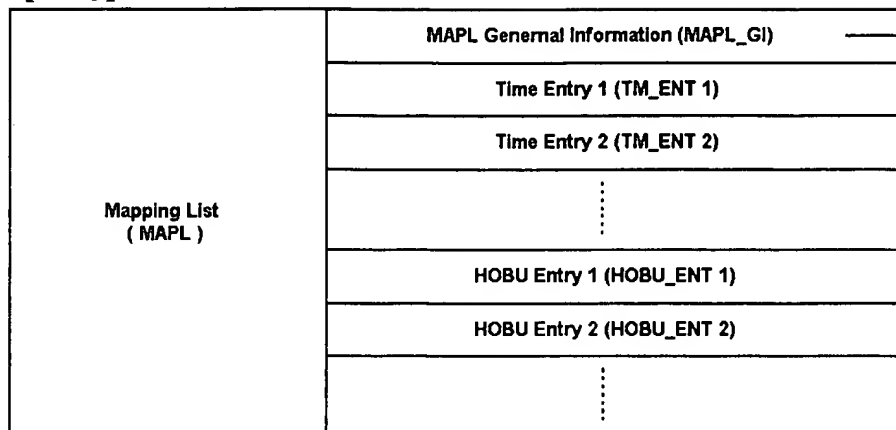 MAPL Genernal Information (MAPL_GI)
Time Entry 1 (TM_ENT 1)
Time Entry 2 (TM_ENT 2)
Mapping List
( MAPL )
HOBU Entry 1 (HOBU_ENT 1)
HOBU Entry 2 (HOBU_ENT 2)